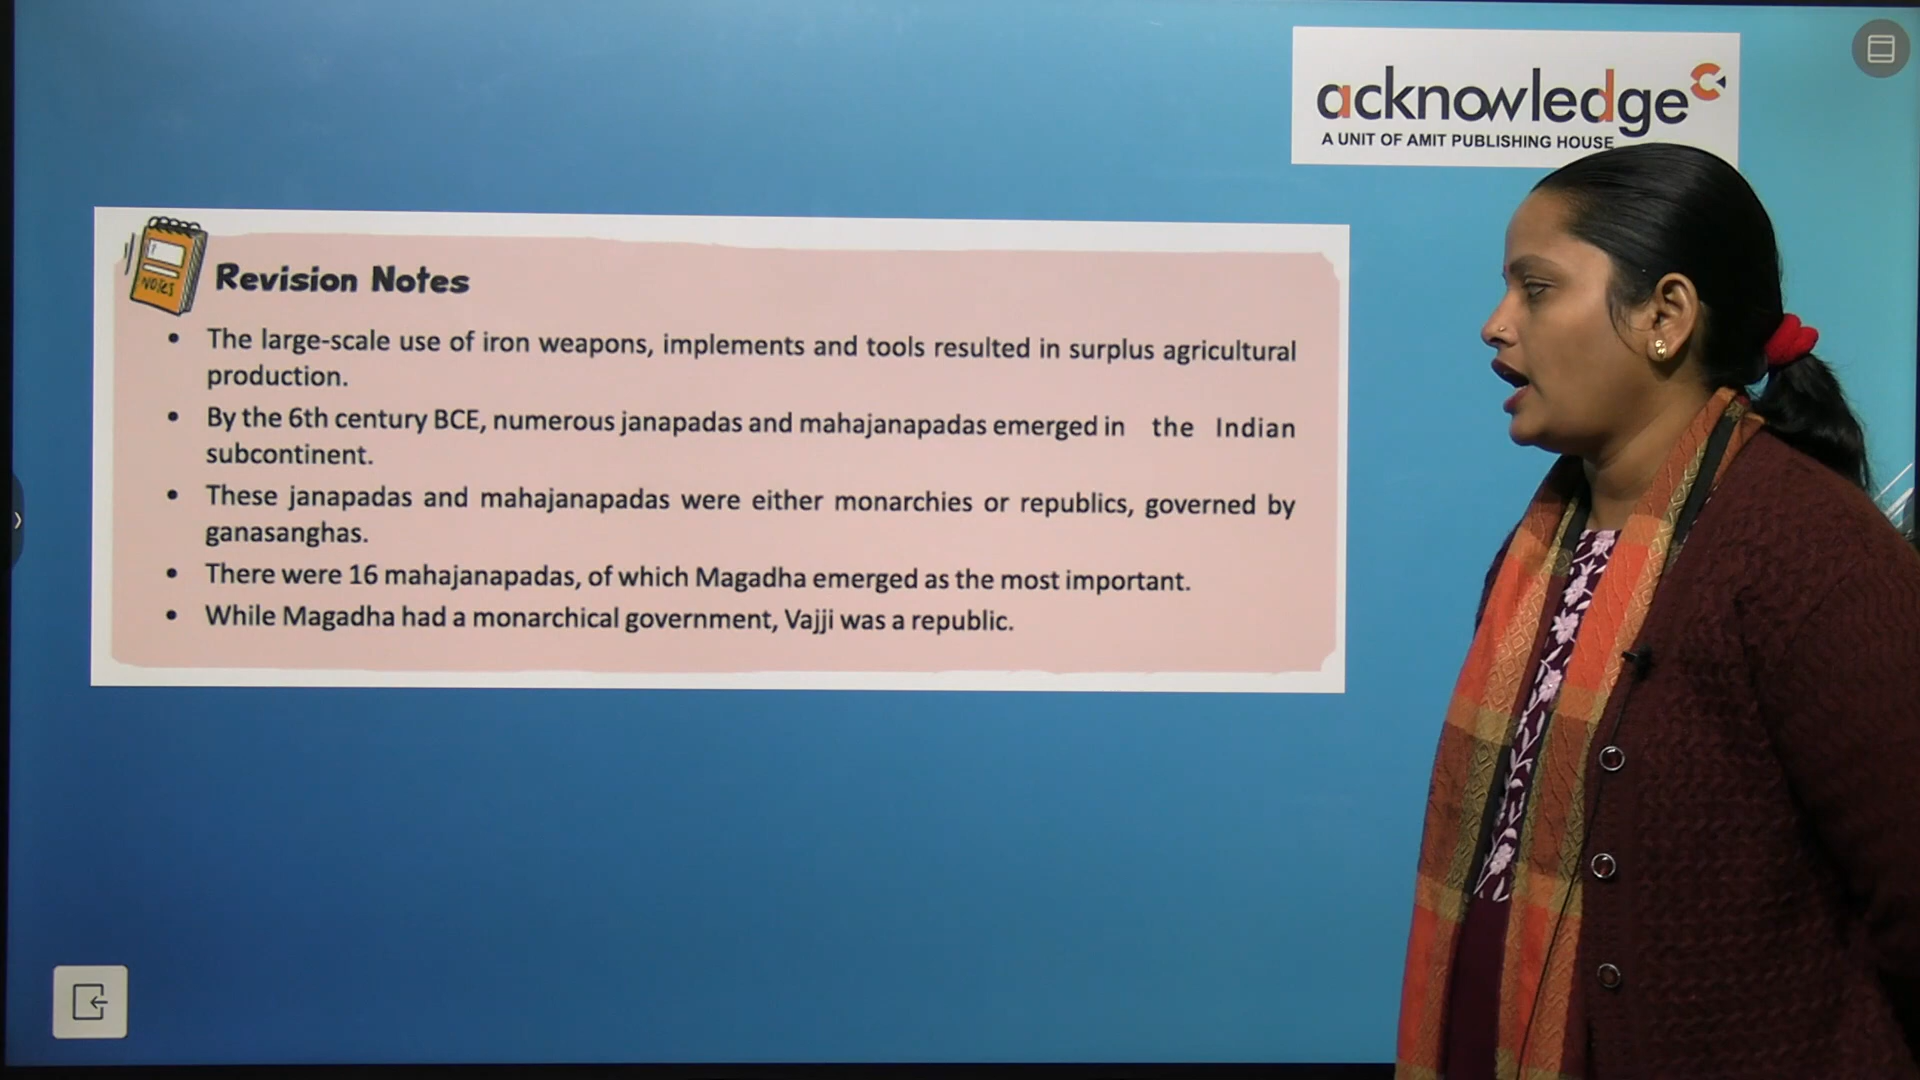 acknowledge
A UNIT OF AMIT PUBLISHING HOUSE
NOTES
Revision Notes
• The large-scale use of iron weapons, implements and tools resulted in surplus agricultural
production.
• By the 6th century BCE, numerous janapadas and mahajanapadas emerged in the Indian
subcontinent.
• These janapadas and mahajanapadas were either monarchies or republics, governed by
ganasanghas.
• There were 16 mahajanapadas, of which Magadha emerged as the most important.
• While Magadha had a monarchical government, Vajji was a republic.